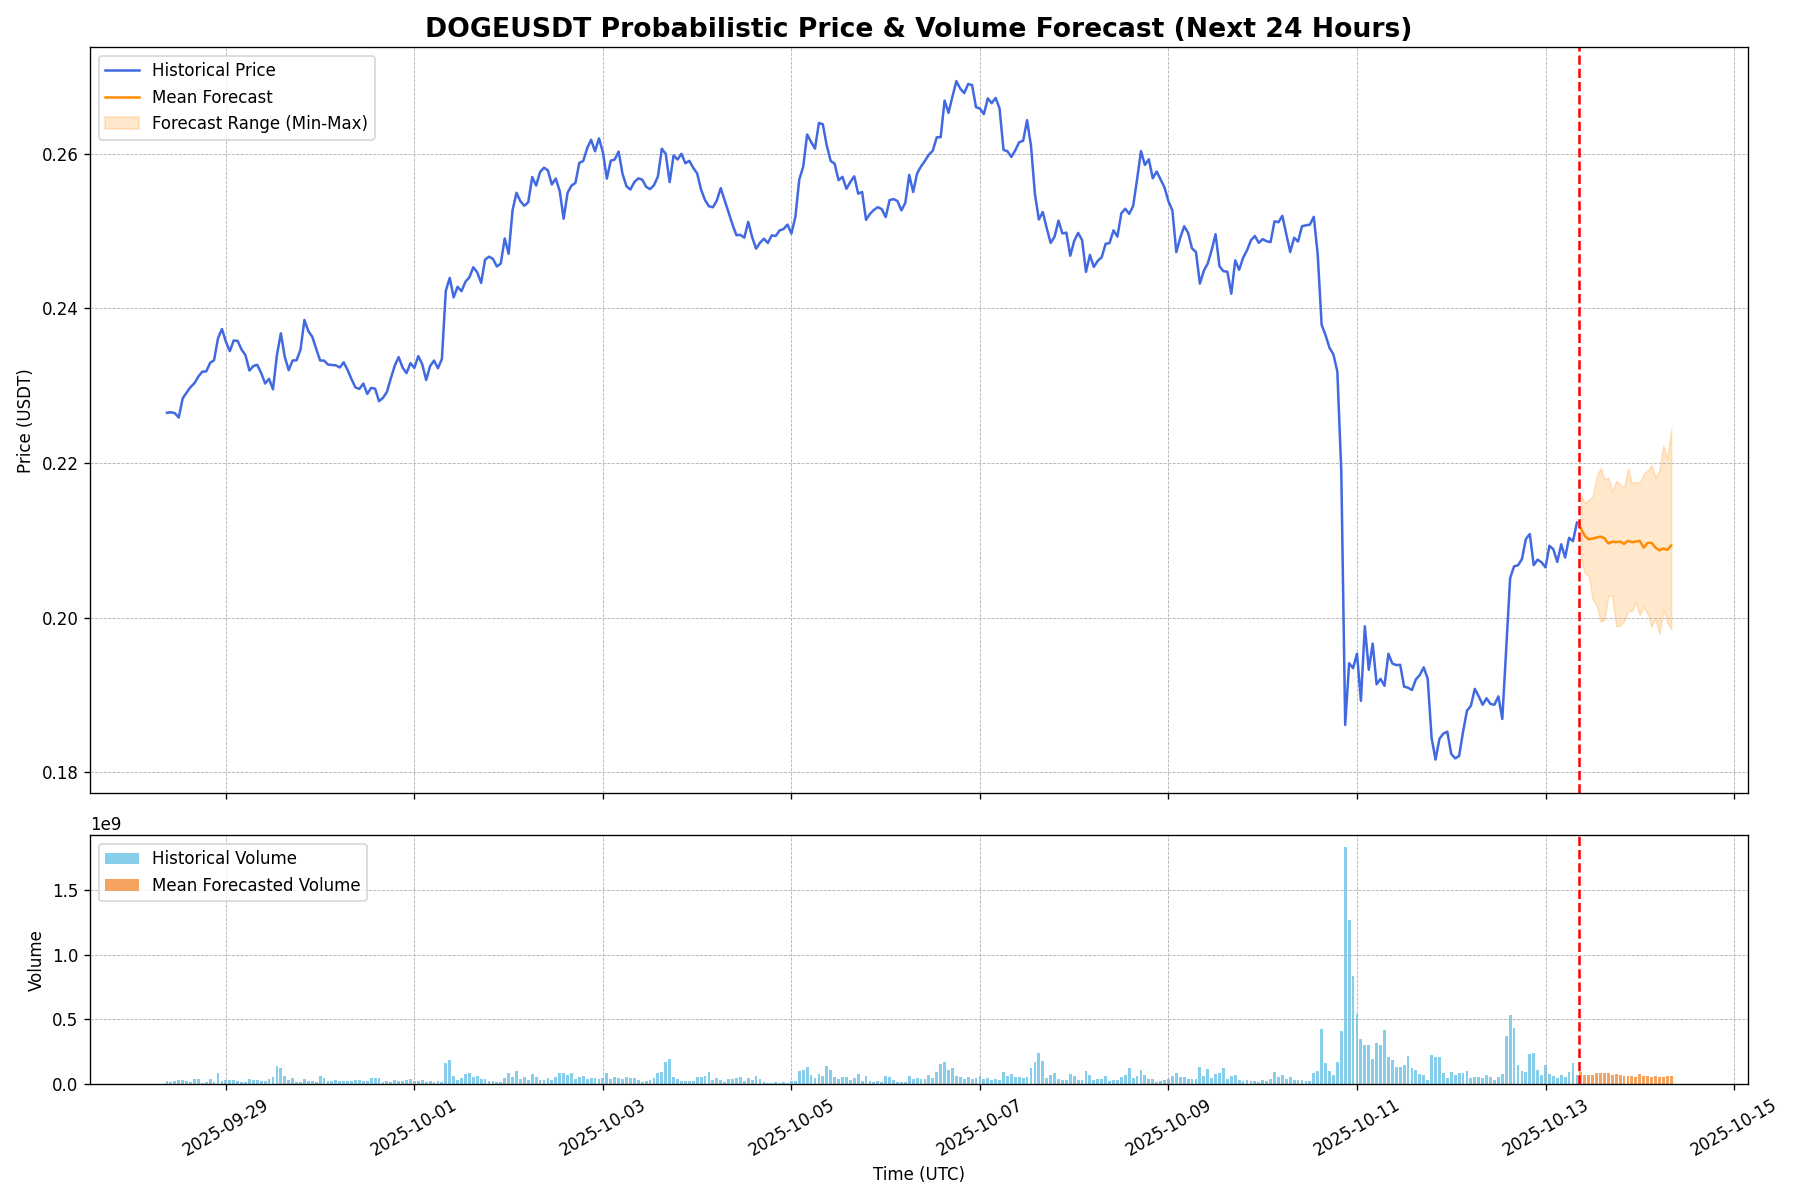 DOGEUSDT Probabilistic Price & Volume Forecast (Next 24 Hours)
Historical Price
Mean Forecast
Forecast Range (Min-Max)
0.26
0.24
0.22
0.20
0.18
Price (USDT)
1e9
Historical Volume
Mean Forecasted Volume
1.5
1.0
0.5
0.0
Volume
2025-09-29
2025-10-01
2025-10-03
2025-10-05
2025-10-07
2025-10-09
2025-10-11
2025-10-13
2025-10-15
Time (UTC)